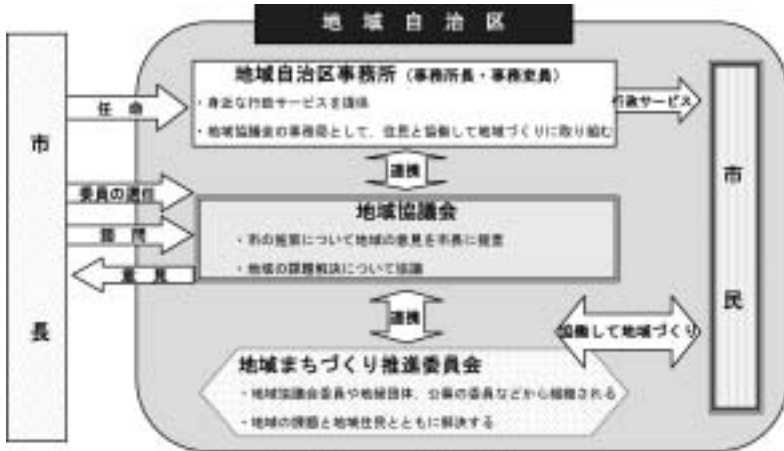 地域自治区
市長
地域自治区事務所（事務所長・事務吏員）
・身近な行政サービスを提供
・地域協議会の事務局として、住民と協働して地域づくりに取り組む
任命
行政サービス
連携
委員の選任
諮問
意見
地域協議会
・市の施策について地域の意見を市長に提言
・地域の課題解決について協議
市民
連携
協働して地域づくり
地域まちづくり推進委員会
・地域協議会委員や地縁団体、公募の委員などから組織される
・地域の課題と地域住民とともに解決する